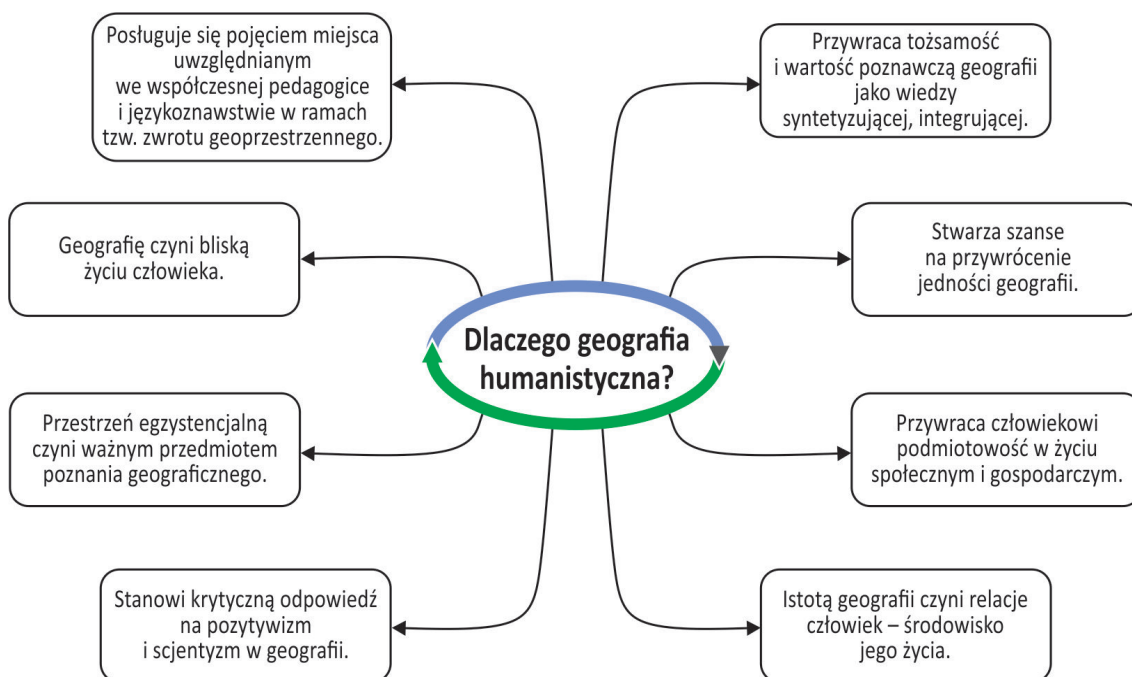 Posługuje się pojęciem miejsca
uwzględnianym
we współczesnej pedagogice
i językoznawstwie w ramach
tzw. zwrotu geoprzestrzennego.
Przywraca tożsamość
i wartość poznawczą geografii
jako wiedzy
syntetyzującej, integrującej.
Geografię czyni bliską
życiu człowieka.
Stwarza szanse
na przywrócenie
jedności geografii.
Dlaczego geografia
humanistyczna?
Przestrzeń egzystencjalną
czyni ważnym przedmiotem
poznania geograficznego.
Przywraca człowiekowi
podmiotowość w życiu
społecznym i gospodarczym.
Stanowi krytyczną odpowiedź
na pozytywizm
i scjentyzm w geografii.
Istotą geografii czyni relacje
człowiek – środowisko
jego życia.